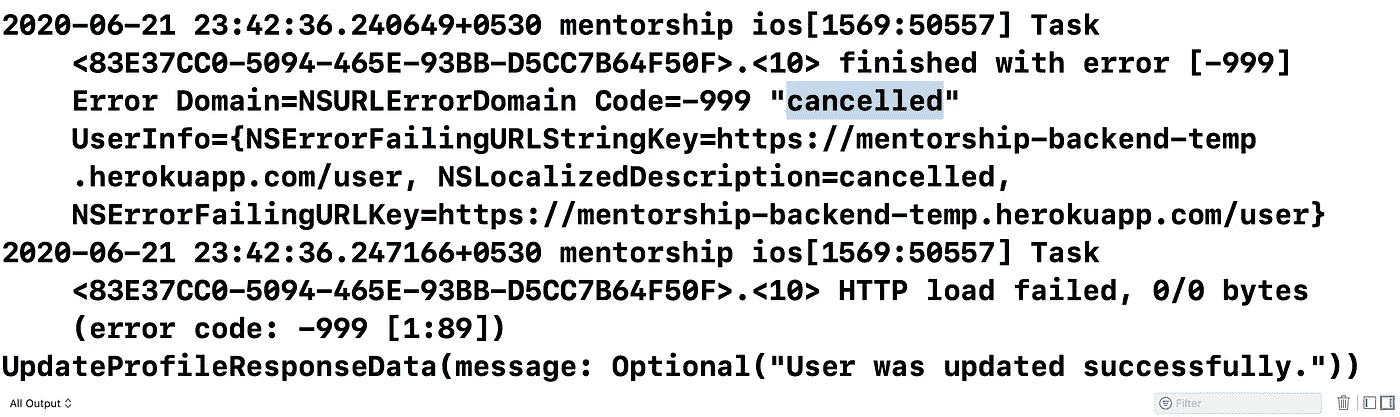 2020-06-21 23:42:36.240649+0530 mentorship ios[1569:50557] Task
<83E37CC0-5094-465E-93BB-D5CC7B64F50F>.<10> finished with error [-999]
Error Domain=NSURLErrorDomain Code=-999 "cancelled"
UserInfo={NSErrorFailingURLStringKey=https://mentorship-backend-temp
.herokuapp.com/user, NSLocalizedDescription=cancelled,
NSErrorFailingURLKey=https://mentorship-backend-temp.herokuapp.com/user}
2020-06-21 23:42:36.247166+0530 mentorship ios[1569:50557] Task
<83E37CC0-5094-465E-93BB-D5CC7B64F50F>.<10> HTTP load failed, 0/0 bytes
(error code: -999 [1:89])
UpdateProfileResponseData(message: Optional("User was updated successfully."))
All Output
Filter